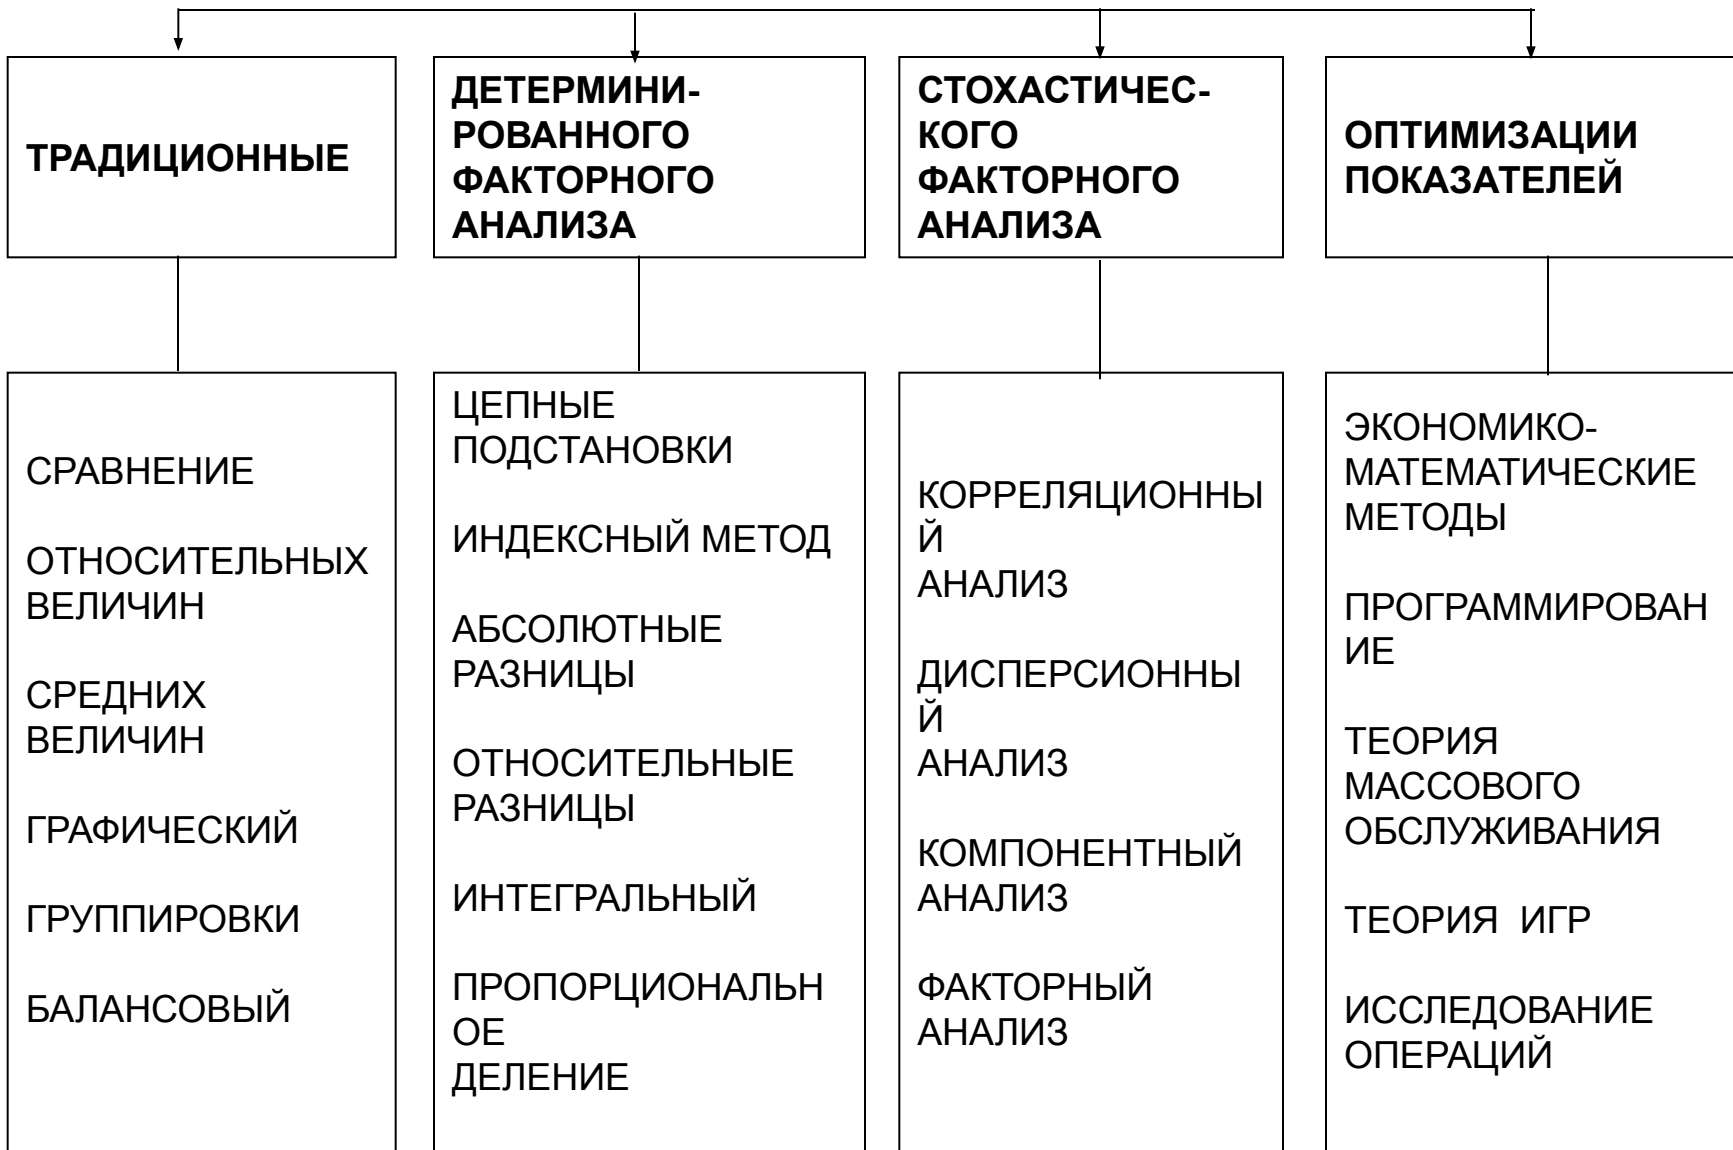 ТРАДИЦИОННЫЕ
ДЕТЕРМИНИ-
РОВАННОГО
ФАКТОРНОГО
АНАЛИЗА
СТОХАСТИЧЕС-
КОГО
ФАКТОРНОГО
АНАЛИЗА
ОПТИМИЗАЦИИ
ПОКАЗАТЕЛЕЙ
СРАВНЕНИЕ
ОТНОСИТЕЛЬНЫХ
ВЕЛИЧИН
СРЕДНИХ
ВЕЛИЧИН
ГРАФИЧЕСКИЙ
ГРУППИРОВКИ
БАЛАНСОВЫЙ
ЦЕПНЫЕ
ПОДСТАНОВКИ
ИНДЕКСНЫЙ МЕТОД
АБСОЛЮТНЫЕ
РАЗНИЦЫ
ОТНОСИТЕЛЬНЫЕ
РАЗНИЦЫ
ИНТЕГРАЛЬНЫЙ
ПРОПОРЦИОНАЛЬН
ОЕ
ДЕЛЕНИЕ
КОРРЕЛЯЦИОННЫ
Й
АНАЛИЗ
ДИСПЕРСИОННЫ
Й
АНАЛИЗ
КОМПОНЕНТНЫЙ
АНАЛИЗ
ФАКТОРНЫЙ
АНАЛИЗ
ЭКОНОМИКО-
МАТЕМАТИЧЕСКИЕ
МЕТОДЫ
ПРОГРАММИРОВАН
ИЕ
ТЕОРИЯ
МАССОВОГО
ОБСЛУЖИВАНИЯ
ТЕОРИЯ ИГР
ИССЛЕДОВАНИЕ
ОПЕРАЦИЙ